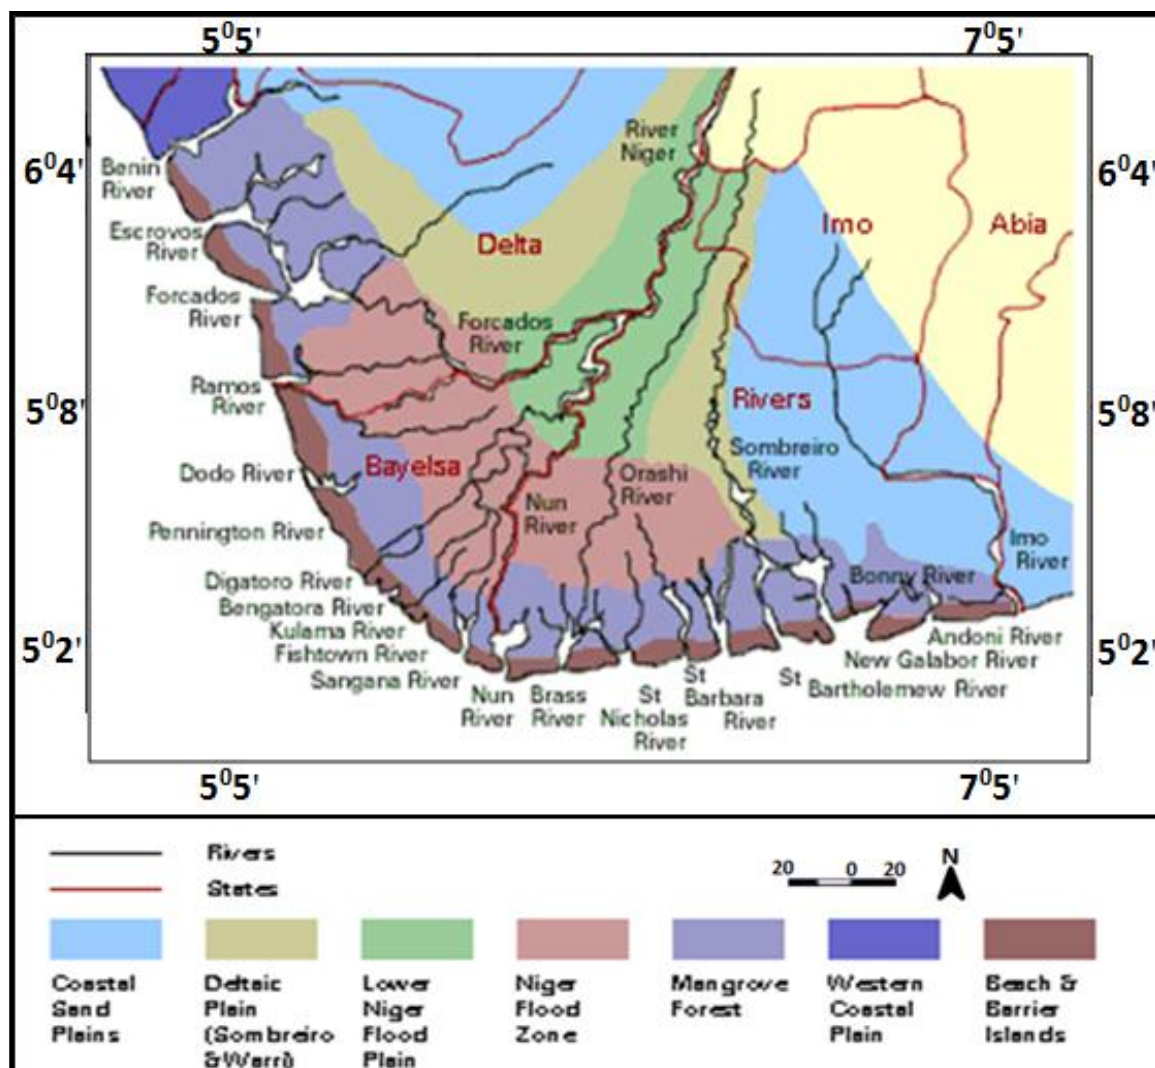 5⁰5' 7⁰5'
6⁰4' 6⁰4'
5⁰8' 5⁰8'
5⁰2' 5⁰2'
River
Niger
Benin
River
Escrovos
River
Delta
Imo
Abia
Forcados
River
Forcados
River
Ramos
River
Rivers
Sombreiro
River
Dodo River
Bayelsa
Orashi
River
Nun
River
Pennington River
Imo
River
Digatoro River
Bonny River
Bengatora River
Kulama River
Fishtown River
Sangana River
Andoni River
New Galabor River
Nun
River
Brass
River
St
Nicholas
River
St
Barbara
River
St
Bartholemew River
5⁰5' 7⁰5'
Rivers
States
20 0 20
N
Coastal
Sand
Plains
Deltaic
Plain
(Sombreiro
&Warri)
Lower
Niger
Flood
Plain
Niger
Flood
Zone
Mangrove
Forest
Western
Coastal
Plain
Beach &
Barrier
Islands